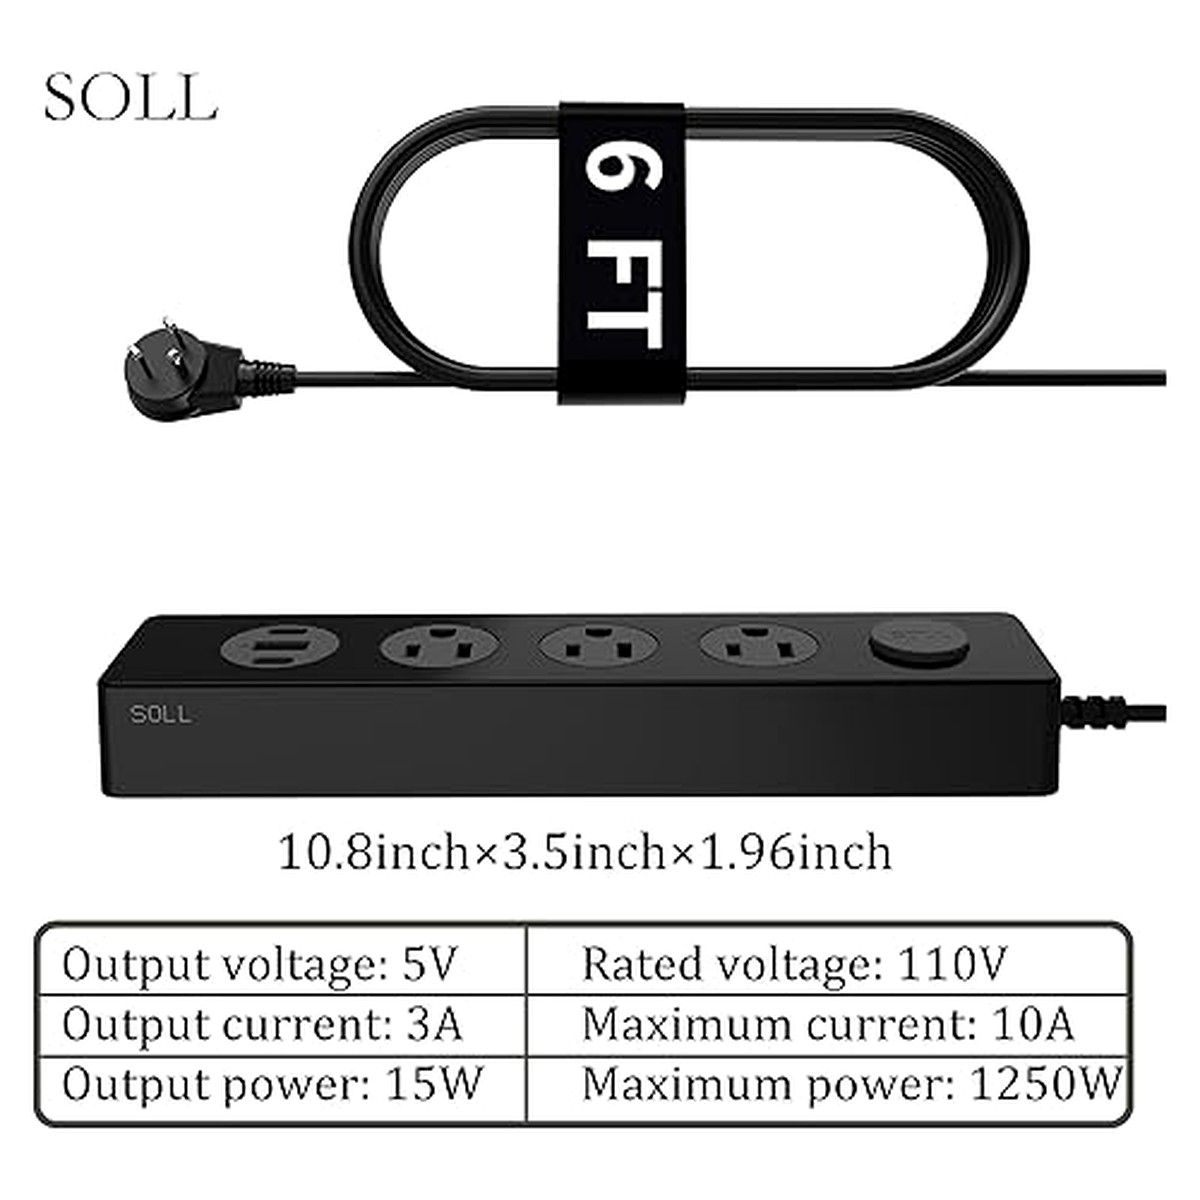 SOLL
6 FT
SOLL
10.8inch×3.5inch×1.96inch
Output voltage: 5V
Rated voltage: 110V
Output current: 3A
Maximum current: 10A
Output power: 15W
Maximum power: 1250W